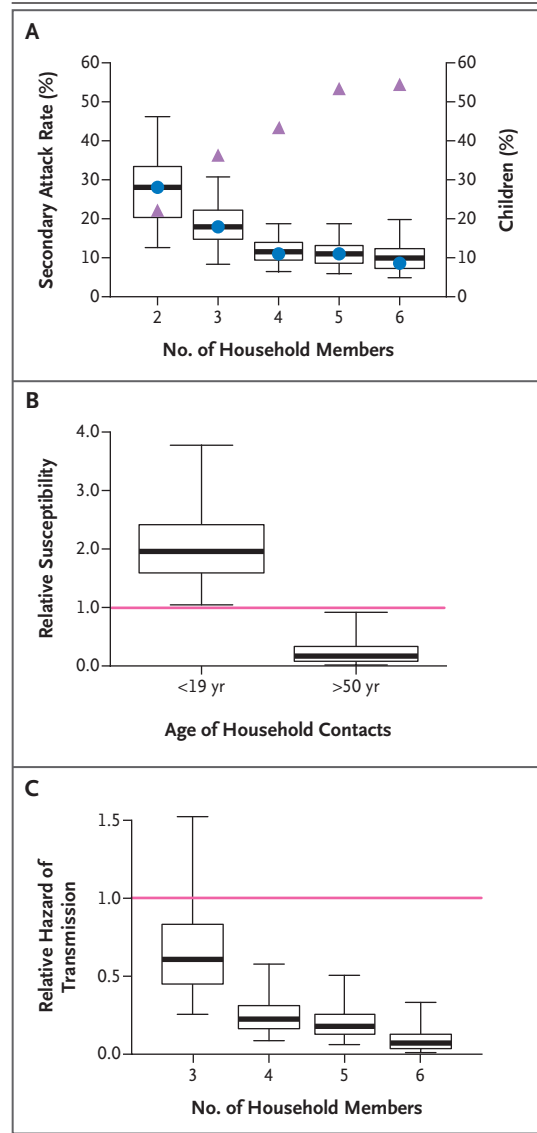 A
Secondary Attack Rate (%)
60
50
40
30
20
10
0
60
50
40
30
20
10
0
Children (%)
2 3 4 5 6
No. of Household Members
B
Relative Susceptibility
4.0
3.0
2.0
1.0
0.0
<19 yr >50 yr
Age of Household Contacts
C
Relative Hazard of
Transmission
1.5
1.0
0.5
0.0
3 4 5 6
No. of Household Members